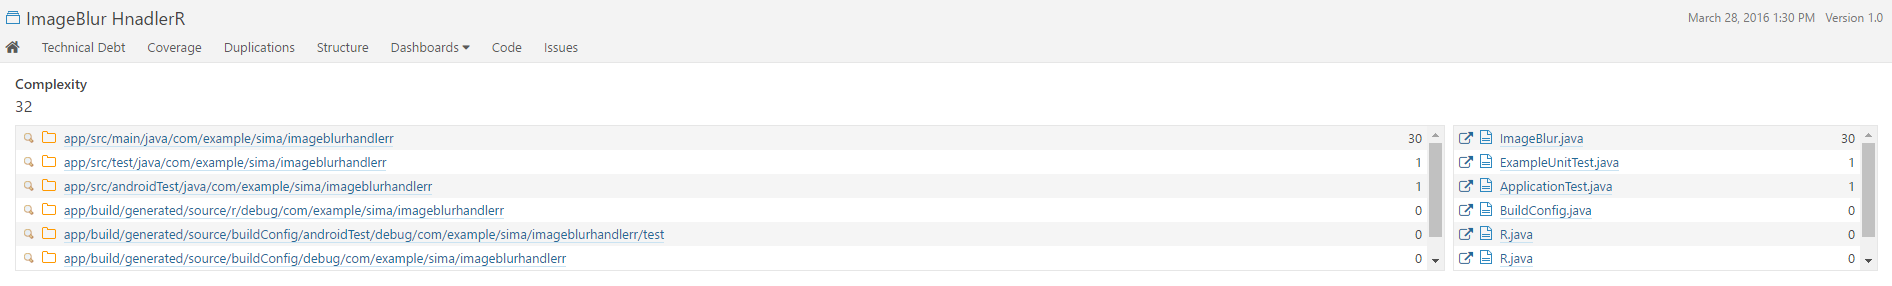 ImageBlur HnadlerR
March 28, 2016 1:30 PM Version 1.0
Technical Debt Coverage Duplications Structure Dashboards Code Issues
Complexity
32
app/src/main/java/com/example/sima/imageblurhandlerr 30
app/src/test/java/com/example/sima/imageblurhandlerr 1
app/src/androidTest/java/com/example/sima/imageblurhandlerr 1
app/build/generated/source/r/debug/com/example/sima/imageblurhandlerr 0
app/build/generated/source/buildConfig/androidTest/debug/com/example/sima/imageblurhandlerr/test 0
app/build/generated/source/buildConfig/debug/com/example/sima/imageblurhandlerr 0
ImageBlur.java 30
ExampleUnitTest.java 1
ApplicationTest.java 1
BuildConfig.java 0
R.java 0
R.java 0